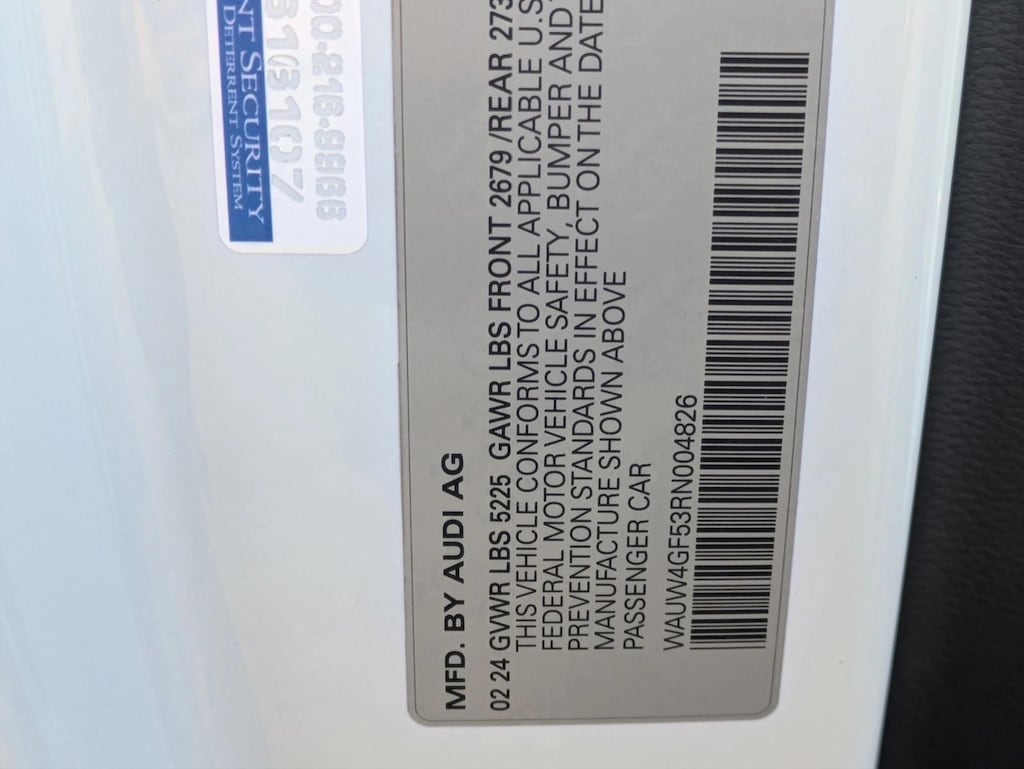 NT SECURITY
DETERRENT SYSTEM
MFD. BY AUDI AG
02 24 GVWR LBS 5225 GAWR LBS FRONT 2679 /REAR 273
THIS VEHICLE CONFORMS TO ALL APPLICABLE U.S
FEDERAL MOTOR VEHICLE SAFETY, BUMPER AND
PREVENTION STANDARDS IN EFFECT ON THE DATE
MANUFACTURE SHOWN ABOVE
PASSENGER CAR
WAUW4GF53RN004826